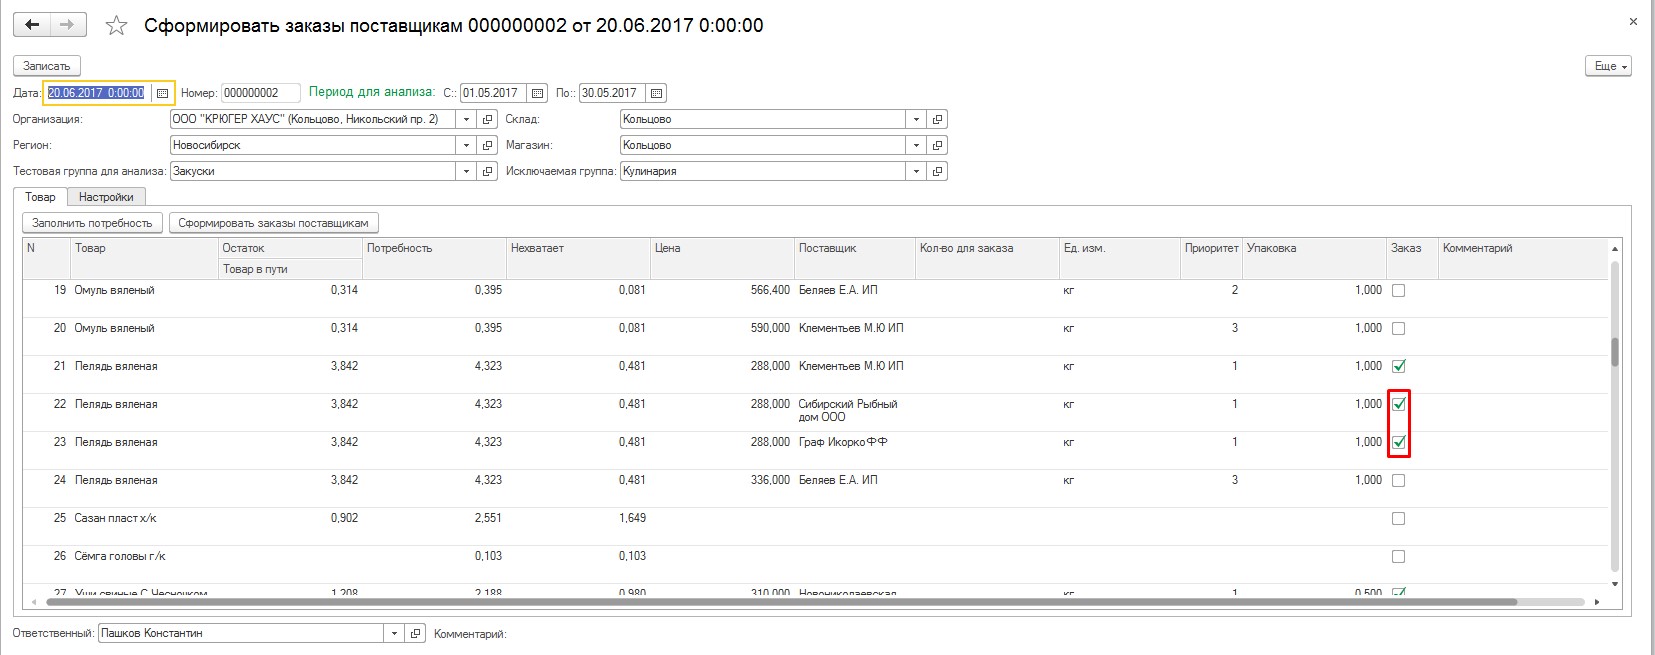 Сформировать заказы поставщикам 000000002 от 20.06.2017 0:00:00
Записать
Еще
Дата: 20.06.2017 0:00:00 Номер: 000000002 Период для анализа: С:: 01.05.2017 По:: 30.05.2017
Организация: ООО "КРЮГЕР ХАУС" (Кольцово, Никольский пр. 2) Склад: Кольцово
Регион: Новосибирск Магазин: Кольцово
Тестовая группа для анализа: Закуски Исключаемая группа: Кулинария
Товар Настройки
Заполнить потребность Сформировать заказы поставщикам
N Товар Остаток Потребность Нехватает Цена Поставщик Кол-во для заказа Ед. изм. Приоритет Упаковка Заказ Комментарий
Товар в пути
19 Омуль вяленый 0,314 0,395 0,081 566,400 Беляев Е.А. ИП кг 2 1,000
20 Омуль вяленый 0,314 0,395 0,081 590,000 Клементьев М.Ю ИП кг 3 1,000
21 Пелядь вяленая 3,842 4,323 0,481 288,000 Клементьев М.Ю ИП кг 1 1,000
22 Пелядь вяленая 3,842 4,323 0,481 288,000 Сибирский Рыбный кг 1 1,000
дом ООО
23 Пелядь вяленая 3,842 4,323 0,481 288,000 Граф ИкоркоФФ кг 1 1,000
24 Пелядь вяленая 3,842 4,323 0,481 336,000 Беляев Е.А. ИП кг 3 1,000
25 Сазан пласт х/к 0,902 2,551 1,649
26 Сёмга головы г/к 0,103 0,103
27 Уши свиные С Чесночком 1,208 2,188 0,980 310,000 Новониколаевская кг 1 0,500
Ответственный: Пашков Константин Комментарий: